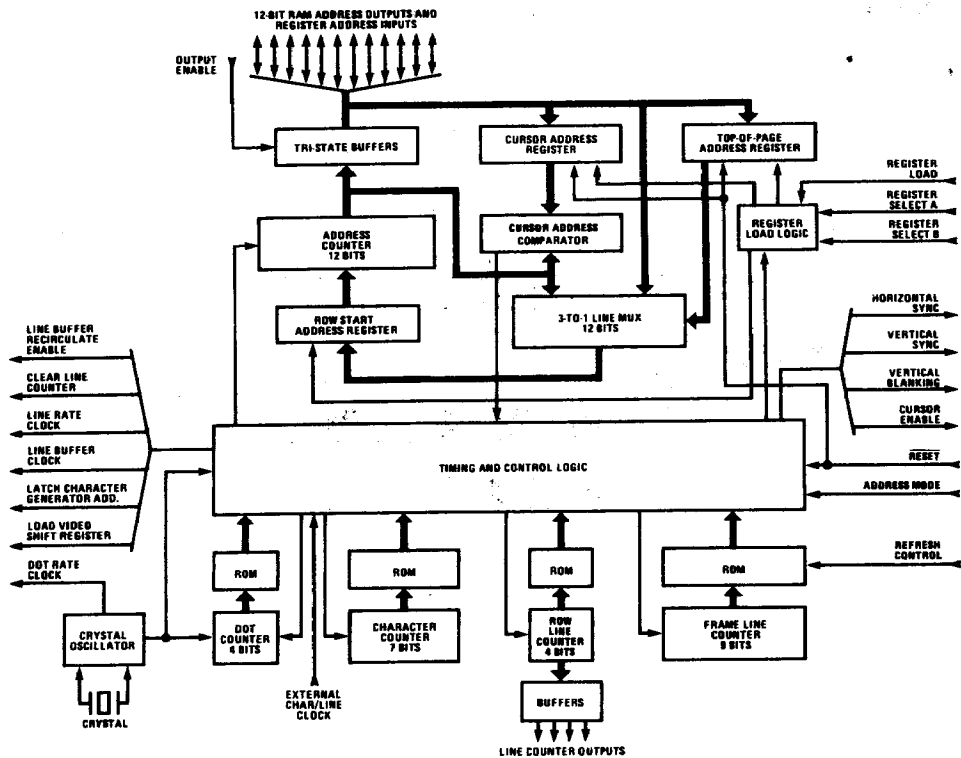 12-BIT RAM ADDRESS OUTPUTS AND
REGISTER ADDRESS INPUTS
OUTPUT
ENABLE
TRI-STATE BUFFERS
CURSOR ADDRESS
REGISTER
TOP-OF-PAGE
ADDRESS REGISTER
REGISTER
LOAD
REGISTER
SELECT A
REGISTER
SELECT B
REGISTER
LOAD LOGIC
ADDRESS
COUNTER
12 BITS
CURSOR ADDRESS
COMPARATOR
ROW START
ADDRESS REGISTER
3-TO-1 LINE MUX
12 BITS
HORIZONTAL
SYNC
VERTICAL
SYNC
VERTICAL
BLANKING
CURSOR
ENABLE
LINE BUFFER
RECIRCULATE
ENABLE
CLEAR LINE
COUNTER
LINE RATE
CLOCK
LINE BUFFER
CLOCK
LATCH CHARACTER
GENERATOR ADD.
LOAD VIDEO
SHIFT REGISTER
DOT RATE
CLOCK
TIMING AND CONTROL LOGIC
RESET
ADDRESS MODE
REFRESH
CONTROL
ROM
ROM
ROM
ROM
CRYSTAL
OSCILLATOR
DOT
COUNTER
4 BITS
CHARACTER
COUNTER
7 BITS
ROW
LINE
COUNTER
4 BITS
FRAME LINE
COUNTER
9 BITS
CRYSTAL
EXTERNAL
CHAR/LINE
CLOCK
BUFFERS
LINE COUNTER OUTPUTS